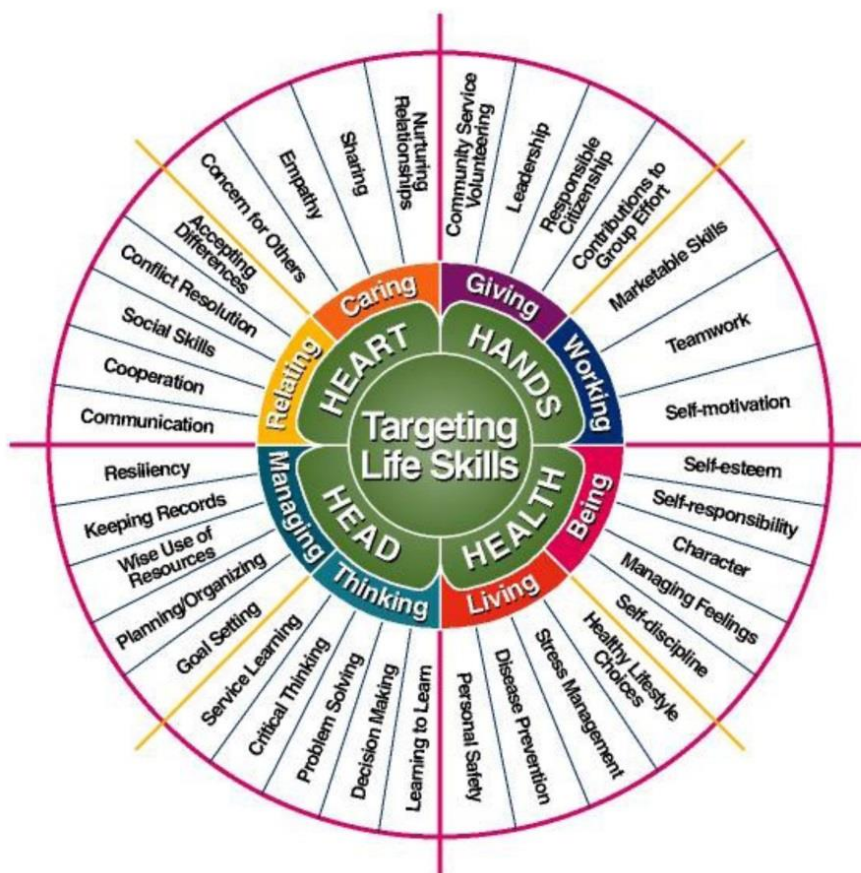 Targeting
Life Skills
HEART
HANDS
HEALTH
HEAD
Caring
Giving
Working
Being
Living
Thinking
Managing
Relating
Nurturing
Relationships
Sharing
Empathy
Concern for Others
Accepting
Differences
Conflict Resolution
Social Skills
Cooperation
Communication
Community Service
Volunteering
Leadership
Responsible
Citizenship
Contributions to
Group Effort
Marketable Skills
Teamwork
Self-motivation
Self-esteem
Self-responsibility
Character
Managing Feelings
Self-discipline
Healthy Lifestyle
Choices
Stress Management
Disease Prevention
Personal Safety
Learning to Learn
Decision Making
Problem Solving
Critical Thinking
Service Learning
Goal Setting
Planning/Organizing
Wise Use of
Resources
Keeping Records
Resiliency